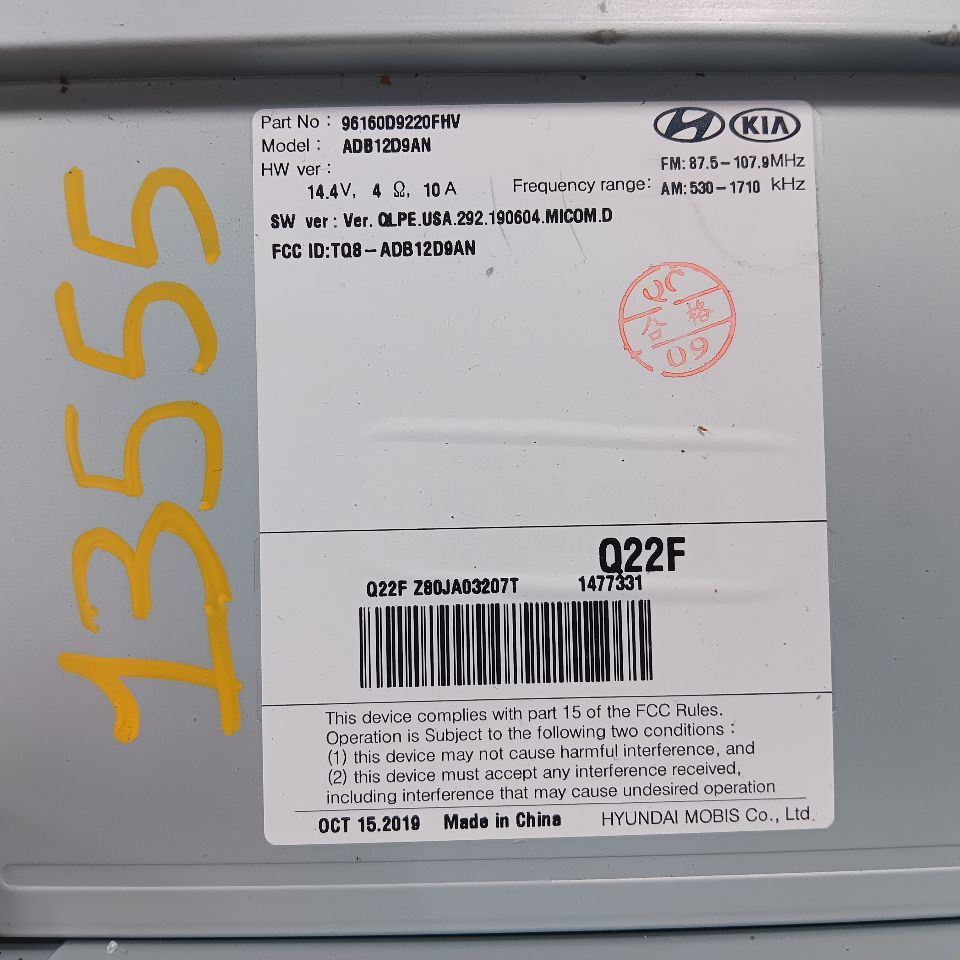 Part No : 96160D9220FHV
Model : ADB12D9AN
HW ver :
14.4V, 4 Ω, 10 A
KIA
FM: 87.5-107.9MHz
Frequency range: AM: 530-1710 kHz
SW ver : Ver. QLPE.USA.292.190604.MICOM.D
FCC ID:TQ8-ADB12D9AN
QC
合格
09
Q22F
Q22F Z80JA03207T 1477331
This device complies with part 15 of the FCC Rules.
Operation is Subject to the following two conditions :
(1) this device may not cause harmful interference, and
(2) this device must accept any interference received,
including interference that may cause undesired operation
OCT 15.2019 Made in China HYUNDAI MOBIS Co., Ltd.
13555